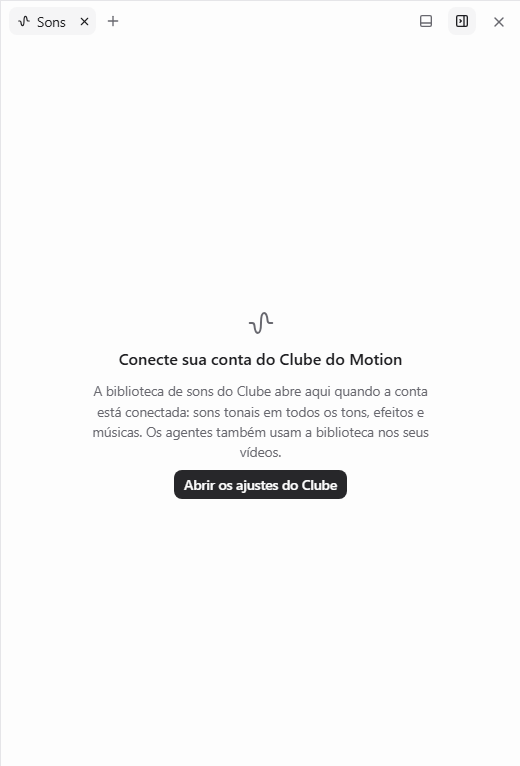 Sons
Conecte sua conta do Clube do Motion
A biblioteca de sons do Clube abre aqui quando a conta
está conectada: sons tonais em todos os tons, efeitos e
músicas. Os agentes também usam a biblioteca nos seus
vídeos.
Abrir os ajustes do Clube